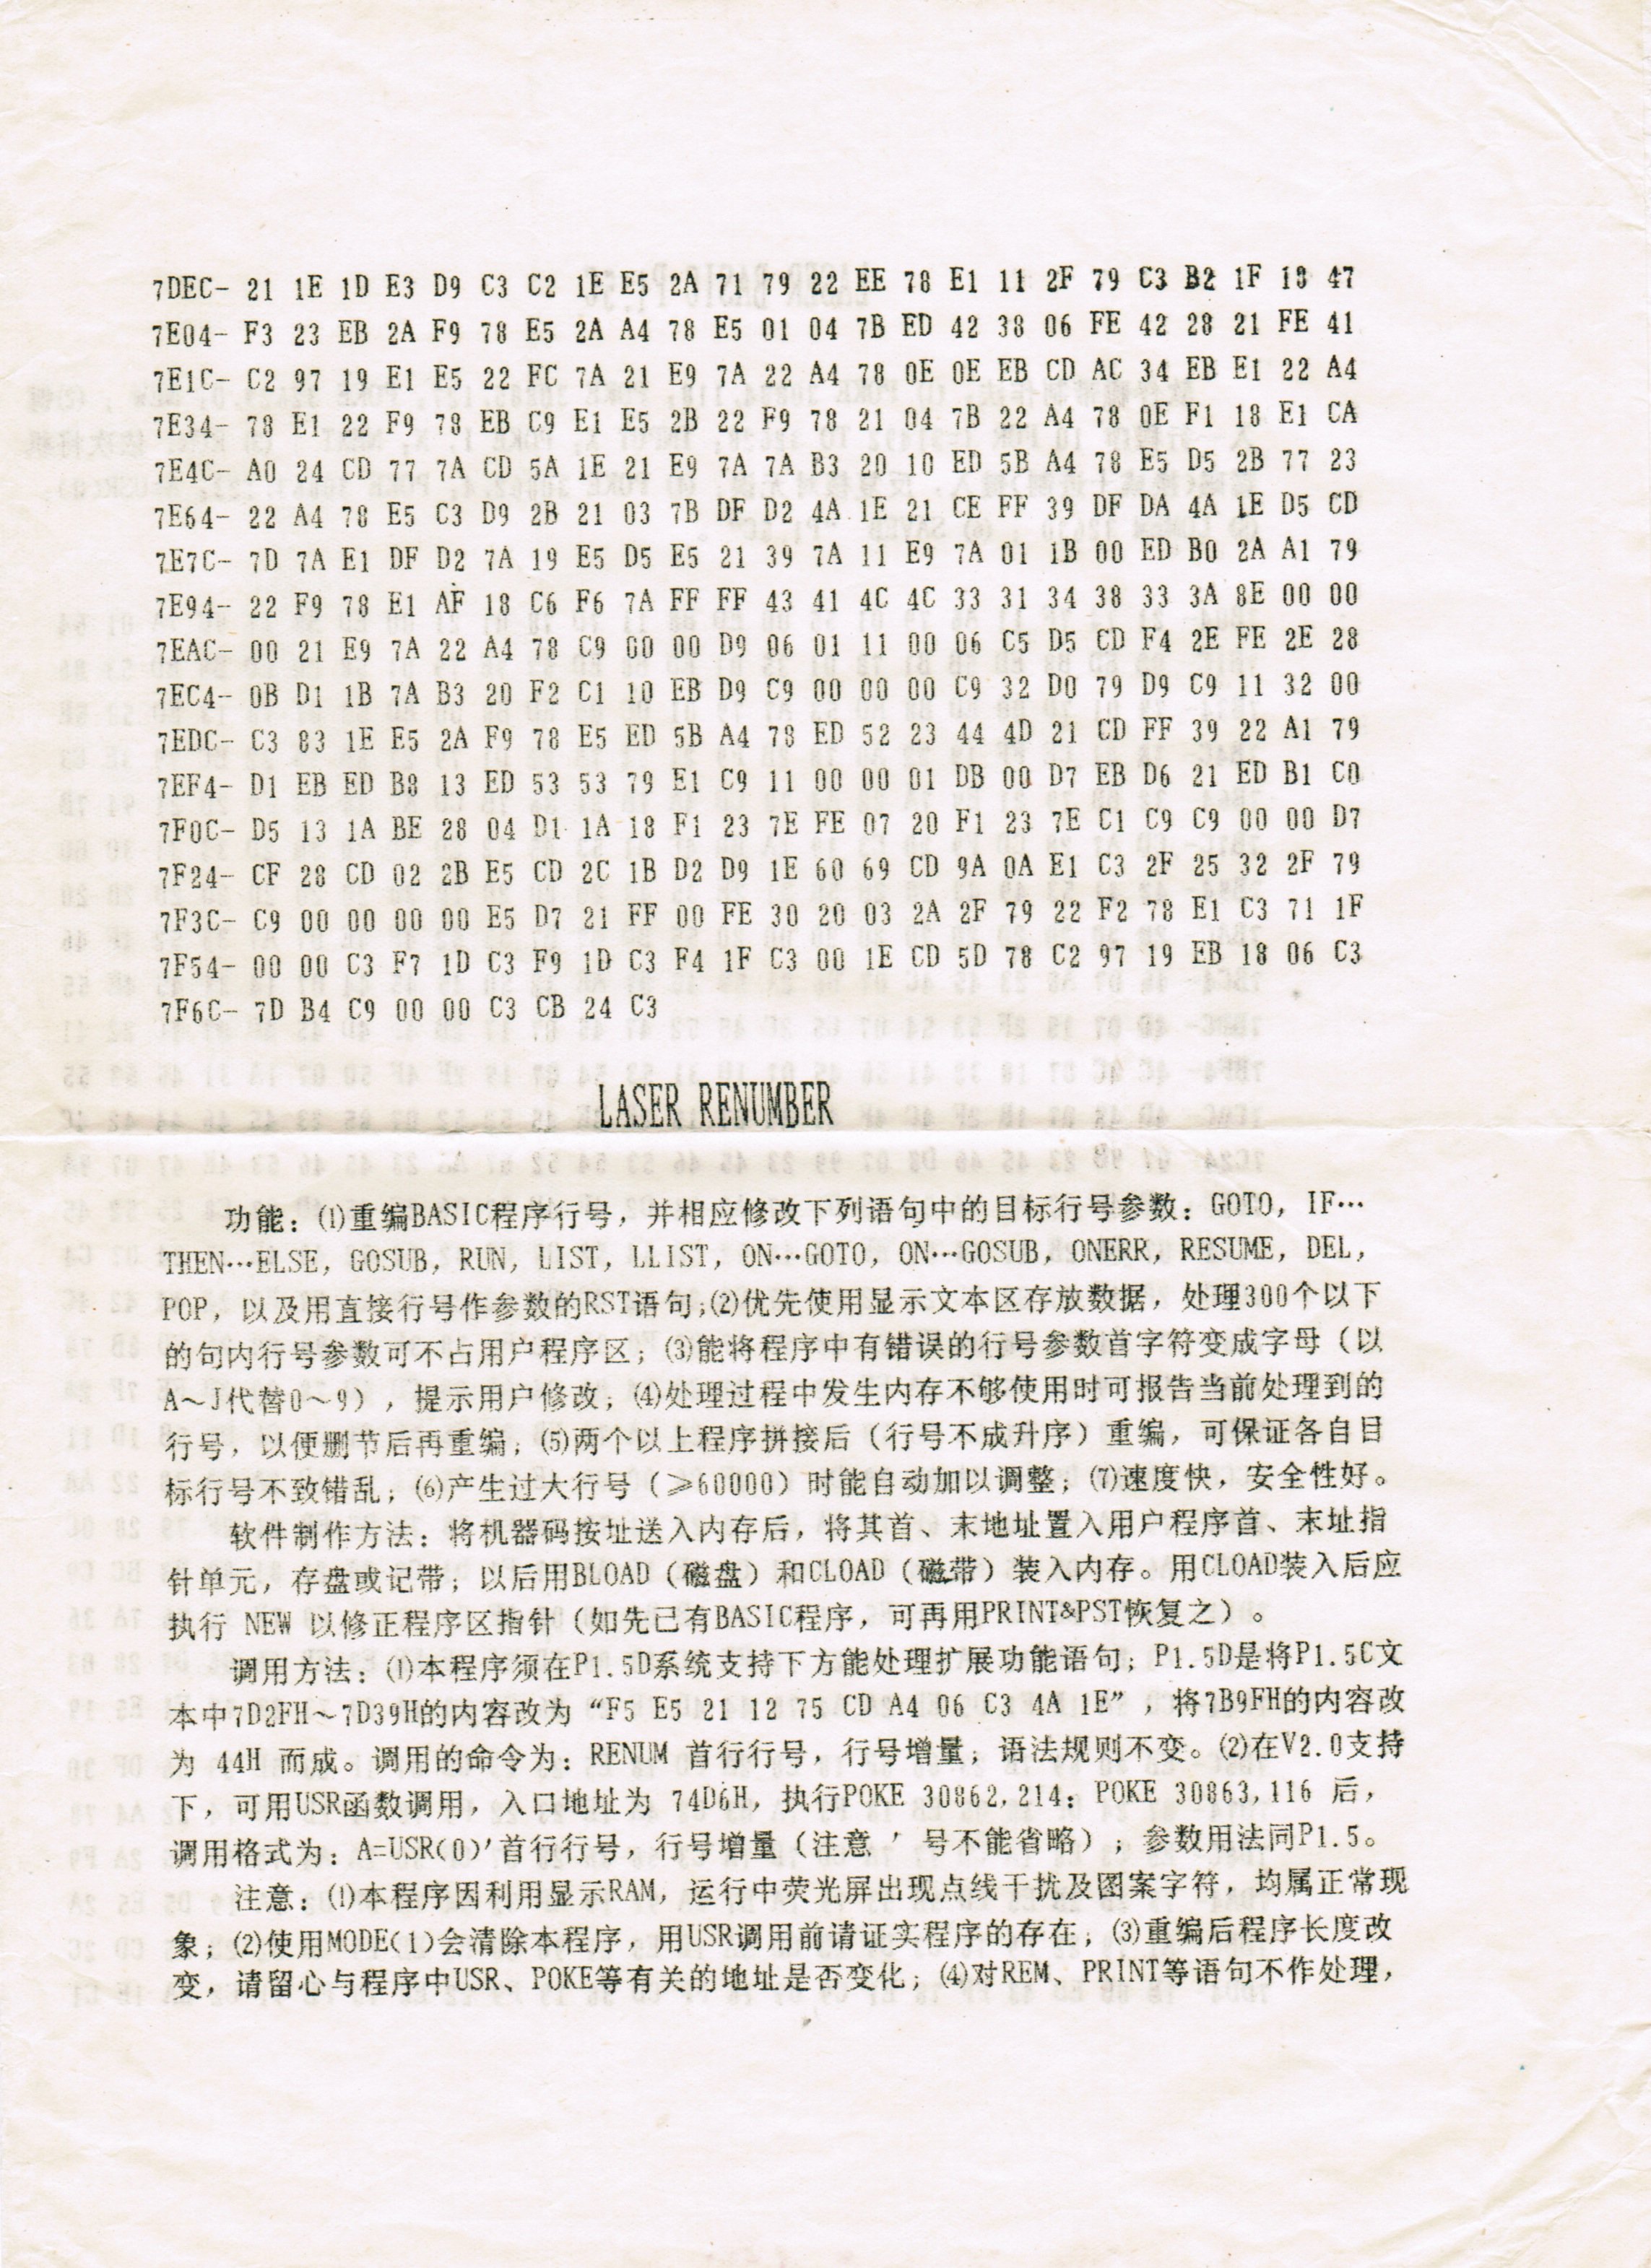 7DEC- 21 1E 1D E3 D9 C3 C2 1E E5 2A 71 79 22 EE 78 E1 11 2F 79 C3 B2 1F 18 47
7E04- F3 23 EB 2A F9 78 E5 2A A4 78 E5 01 04 7B ED 42 38 06 FE 42 28 21 FE 41
7E1C- C2 97 19 E1 E5 22 FC 7A 21 E9 7A 22 A4 78 0E 0E EB CD AC 34 EB E1 22 A4
7E34- 78 E1 22 F9 78 EB C9 E1 E5 2B 22 F9 78 21 04 7B 22 A4 78 0E F1 18 E1 CA
7E4C- A0 24 CD 77 7A CD 5A 1E 21 E9 7A 7A B3 20 10 ED 5B A4 78 E5 D5 2B 77 23
7E64- 22 A4 78 E5 C3 D9 2B 21 03 7B DF D2 4A 1E 21 CE FF 39 DF DA 4A 1E D5 CD
7E7C- 7D 7A E1 DF D2 7A 19 E5 D5 E5 21 39 7A 11 E9 7A 01 1B 00 ED B0 2A A1 79
7E94- 22 F9 78 E1 AF 18 C6 F6 7A FF FF 43 41 4C 4C 33 31 34 38 33 3A 8E 00 00
7EAC- 00 21 E9 7A 22 A4 78 C9 00 00 D9 06 01 11 00 06 C5 D5 CD F4 2E FE 2E 28
7EC4- 0B D1 1B 7A B3 20 F2 C1 10 EB D9 C9 00 00 00 C9 32 D0 79 D9 C9 11 32 00
7EDC- C3 83 1E E5 2A F9 78 E5 ED 5B A4 78 ED 52 23 44 4D 21 CD FF 39 22 A1 79
7EF4- D1 EB ED B8 13 ED 53 53 79 E1 C9 11 00 00 01 DB 00 D7 EB D6 21 ED B1 C0
7F0C- D5 13 1A BE 28 04 D1 1A 18 F1 23 7E FE 07 20 F1 23 7E C1 C9 C9 00 00 D7
7F24- CF 28 CD 02 2B E5 CD 2C 1B D2 D9 1E 60 69 CD 9A 0A E1 C3 2F 25 32 2F 79
7F3C- C9 00 00 00 00 E5 D7 21 FF 00 FE 30 20 03 2A 2F 79 22 F2 78 E1 C3 71 1F
7F54- 00 00 C3 F7 1D C3 F9 1D C3 F4 1F C3 00 1E CD 5D 78 C2 97 19 EB 18 06 C3
7F6C- 7D B4 C9 00 00 C3 CB 24 C3
LASER RENUMBER
功能：⑴重编BASIC程序行号，并相应修改下列语句中的目标行号参数：GOTO，IF…
THEN…ELSE，GOSUB，RUN，LIST，LLIST，ON…GOTO，ON…GOSUB，ONERR，RESUME，DEL，
POP，以及用直接行号作参数的RST语句；⑵优先使用显示文本区存放数据，处理300个以下
的句内行号参数可不占用户程序区；⑶能将程序中有错误的行号参数首字符变成字母（以
A～J代替0～9），提示用户修改；⑷处理过程中发生内存不够使用时可报告当前处理到的
行号，以便删节后再重编；⑸两个以上程序拼接后（行号不成升序）重编，可保证各自目
标行号不致错乱；⑹产生过大行号（≥60000）时能自动加以调整；⑺速度快，安全性好。
软件制作方法：将机器码按址送入内存后，将其首、末地址置入用户程序首、末址指
针单元，存盘或记带；以后用BLOAD（磁盘）和CLOAD（磁带）装入内存。用CLOAD装入后应
执行 NEW 以修正程序区指针（如先已有BASIC程序，可再用PRINT&PST恢复之）。
调用方法：⑴本程序须在P1.5D系统支持下方能处理扩展功能语句；P1.5D是将P1.5C文
本中7D2FH～7D39H的内容改为“F5 E5 21 12 75 CD A4 06 C3 4A 1E”，将7B9FH的内容改
为 44H 而成。调用的命令为：RENUM 首行行号，行号增量；语法规则不变。⑵在V2.0支持
下，可用USR函数调用，入口地址为 74D6H，执行POKE 30862,214：POKE 30863,116 后，
调用格式为：A=USR(0)′首行行号，行号增量（注意 ′ 号不能省略）；参数用法同P1.5。
注意：⑴本程序因利用显示RAM，运行中荧光屏出现点线干扰及图案字符，均属正常现
象；⑵使用MODE(1)会清除本程序，用USR调用前请证实程序的存在；⑶重编后程序长度改
变，请留心与程序中USR、POKE等有关的地址是否变化；⑷对REM、PRINT等语句不作处理，